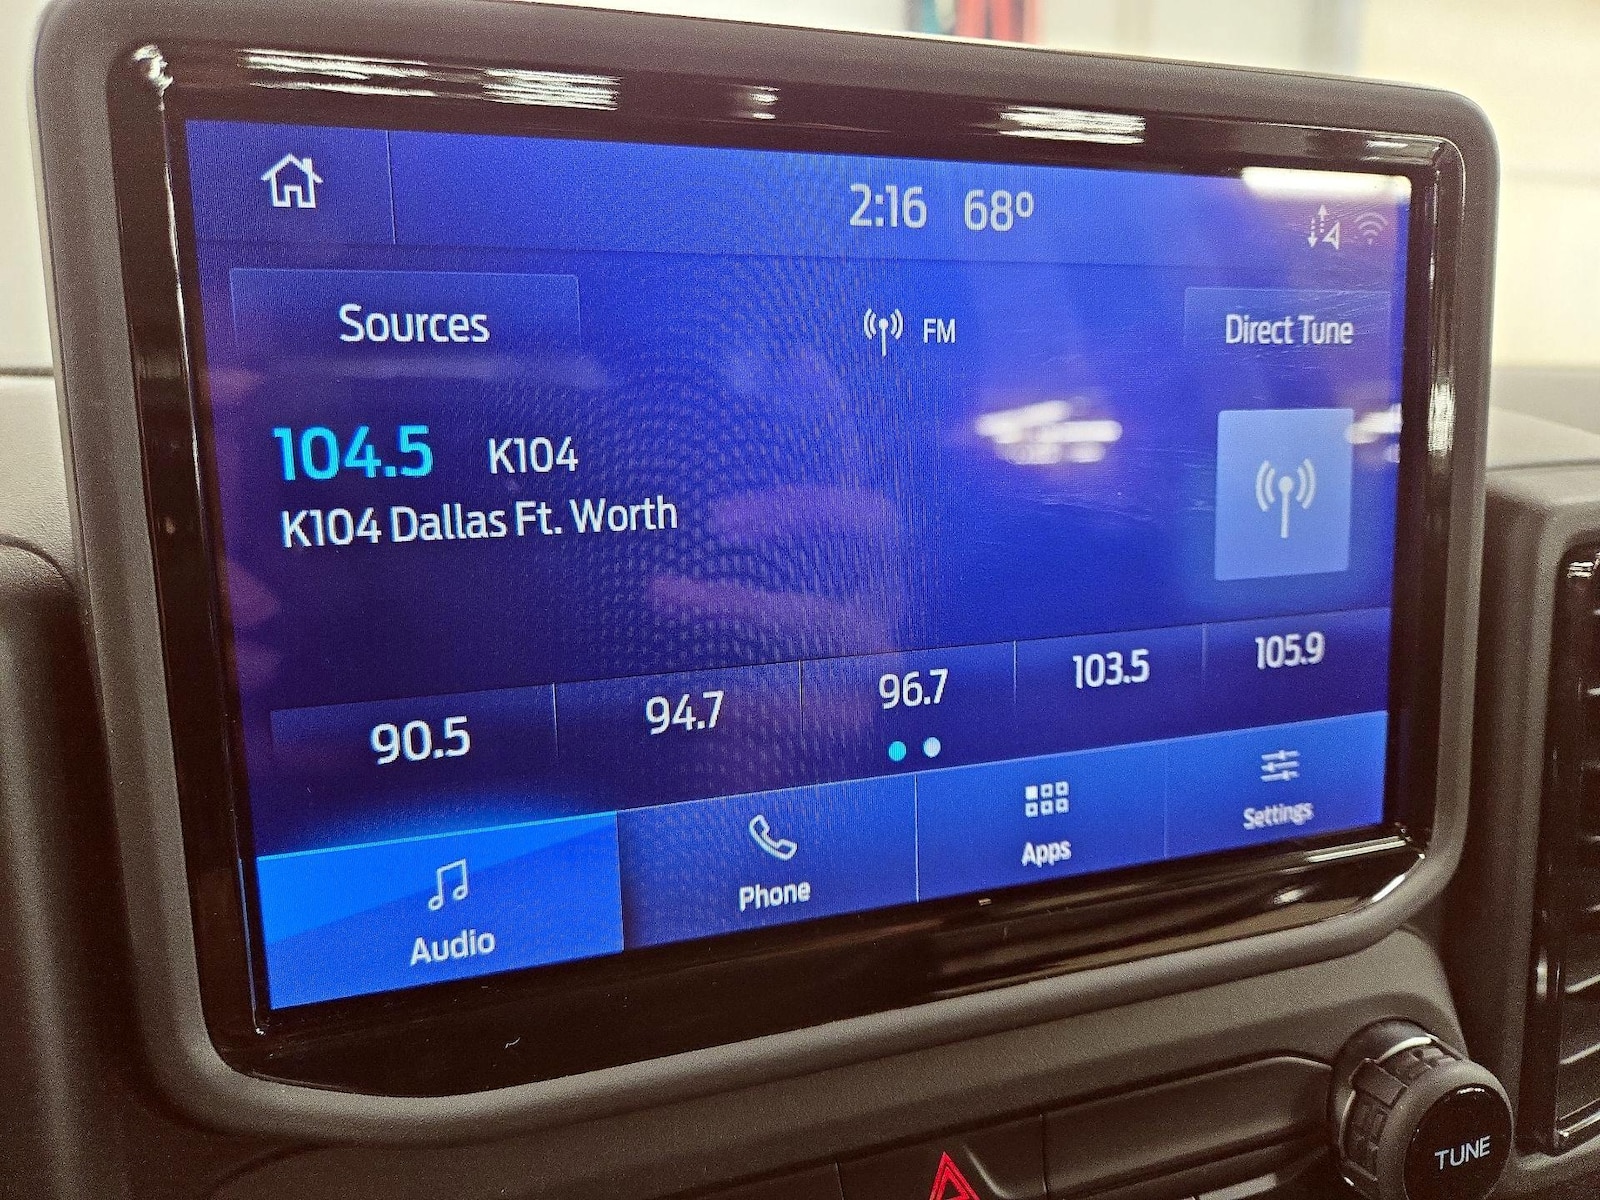 2:16 68°
Sources
FM
Direct Tune
104.5 K104
K104 Dallas Ft. Worth
90.5 94.7 96.7 103.5 105.9
Audio Phone Apps Settings
TUNE